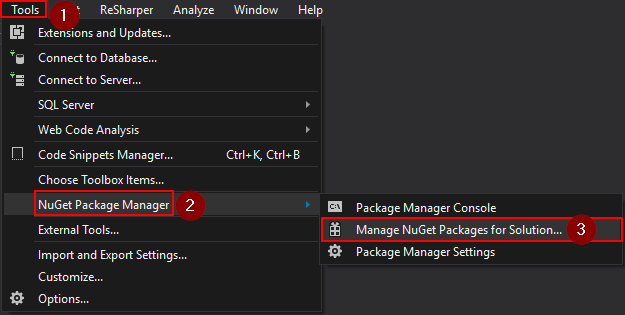 Tools 1 t ReSharper Analyze Window Help
Extensions and Updates...
Connect to Database...
Connect to Server...
SQL Server
Web Code Analysis
Code Snippets Manager... Ctrl+K, Ctrl+B
Choose Toolbox Items...
NuGet Package Manager 2
C:\ Package Manager Console
External Tools...
Manage NuGet Packages for Solution... 3
Import and Export Settings...
Package Manager Settings
Customize...
Options...